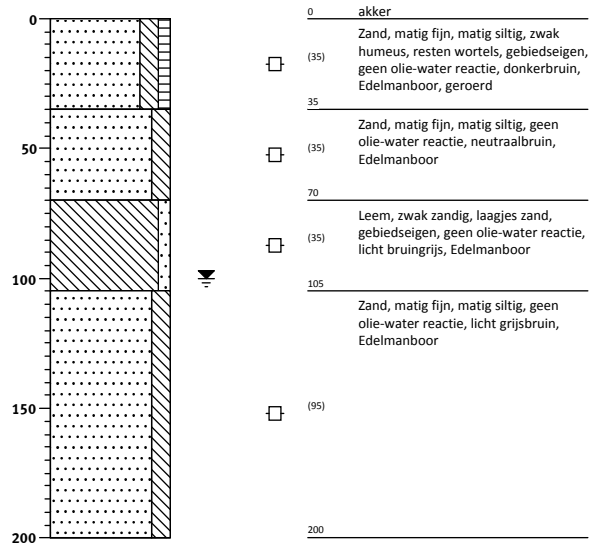 0
50
100
150
200
0 akker
(35) Zand, matig fijn, matig siltig, zwak
humeus, resten wortels, gebiedseigen,
geen olie-water reactie, donkerbruin,
Edelmanboor, geroerd
35
(35) Zand, matig fijn, matig siltig, geen
olie-water reactie, neutraalbruin,
Edelmanboor
70
(35) Leem, zwak zandig, laagjes zand,
gebiedseigen, geen olie-water reactie,
licht bruingrijs, Edelmanboor
105
Zand, matig fijn, matig siltig, geen
olie-water reactie, licht grijsbruin,
Edelmanboor
(95)
200